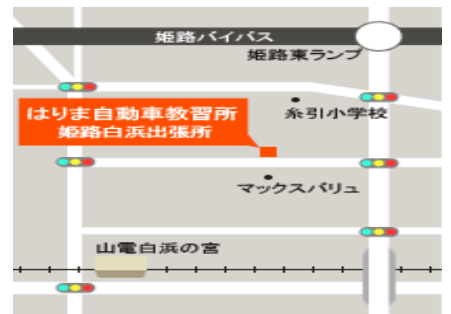 姫路バイパス
姫路東ランプ
糸引小学校
はりま自動車教習所
姫路白浜出張所
マックスバリュ
山電白浜の宮